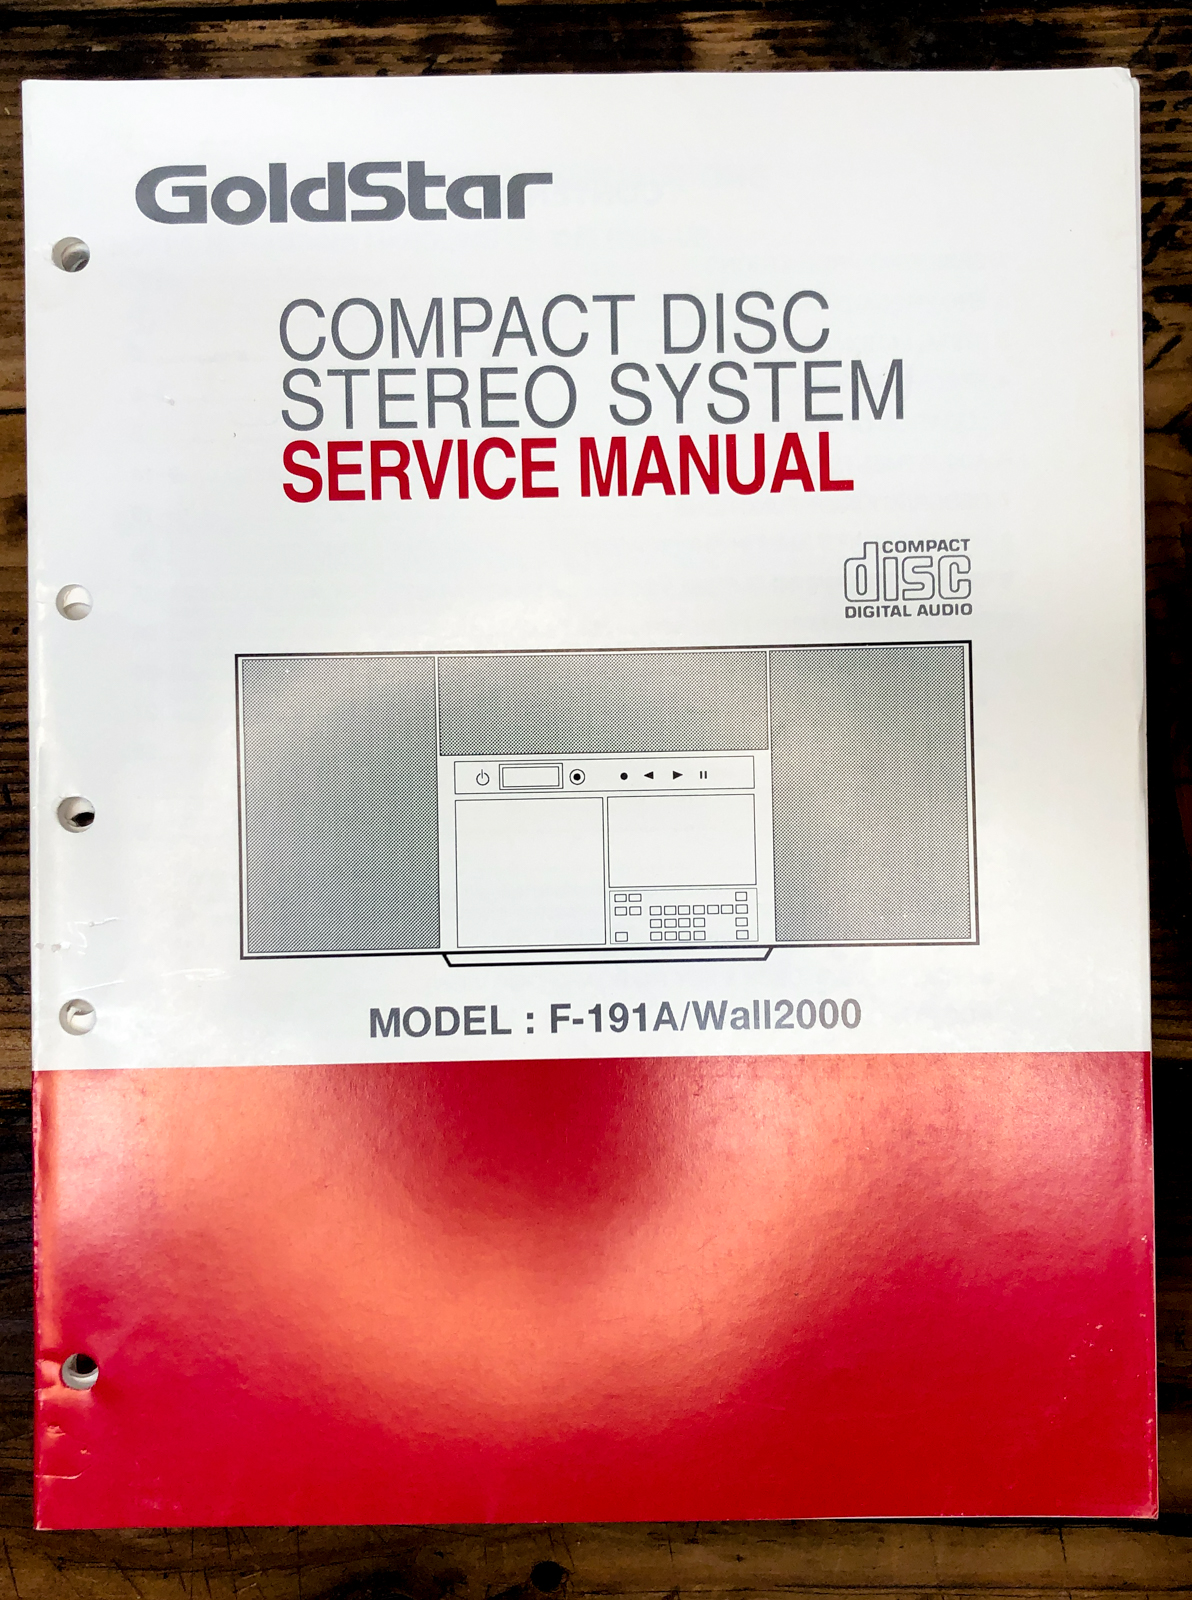 GoldStar
COMPACT DISC
STEREO SYSTEM
SERVICE MANUAL
COMPACT
disc
DIGITAL AUDIO
MODEL : F-191A/Wall2000